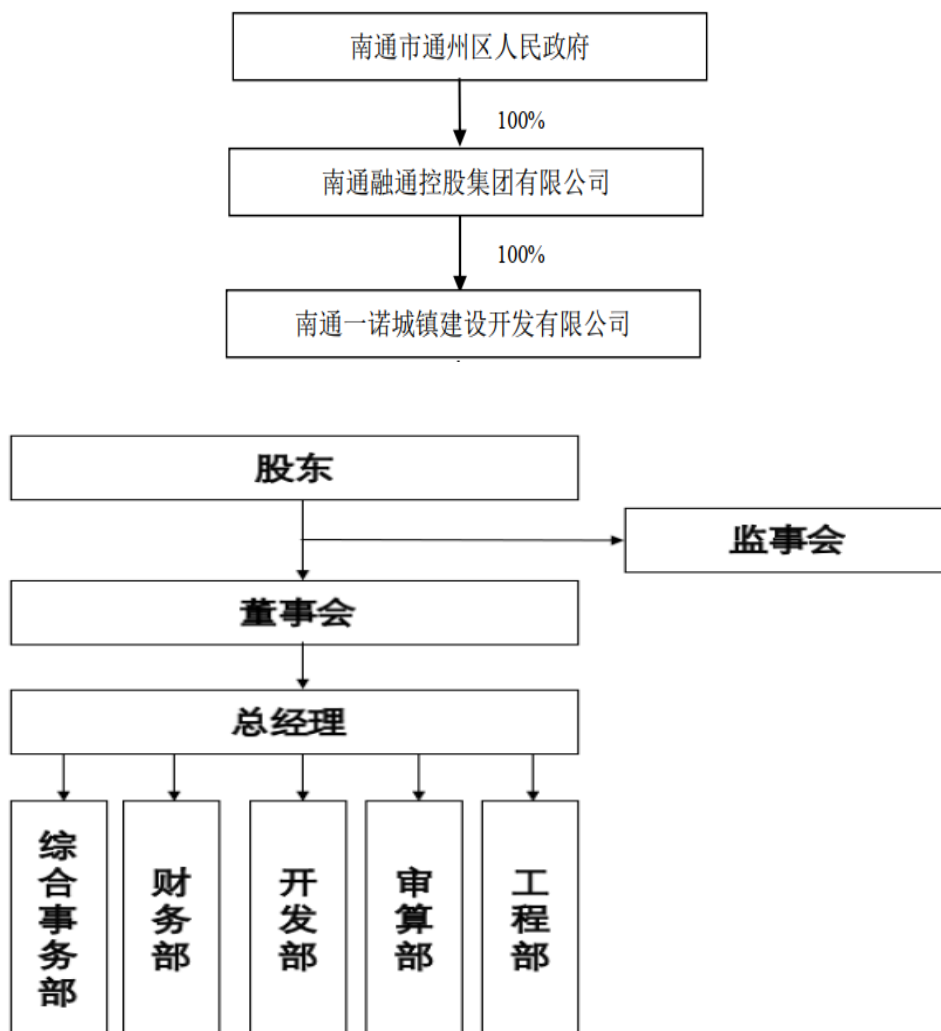 南通市通州区人民政府
100%
南通融通控股集团有限公司
100%
南通一诺城镇建设开发有限公司
股东
监事会
董事会
总经理
综合事务部
财务部
开发部
审算部
工程部